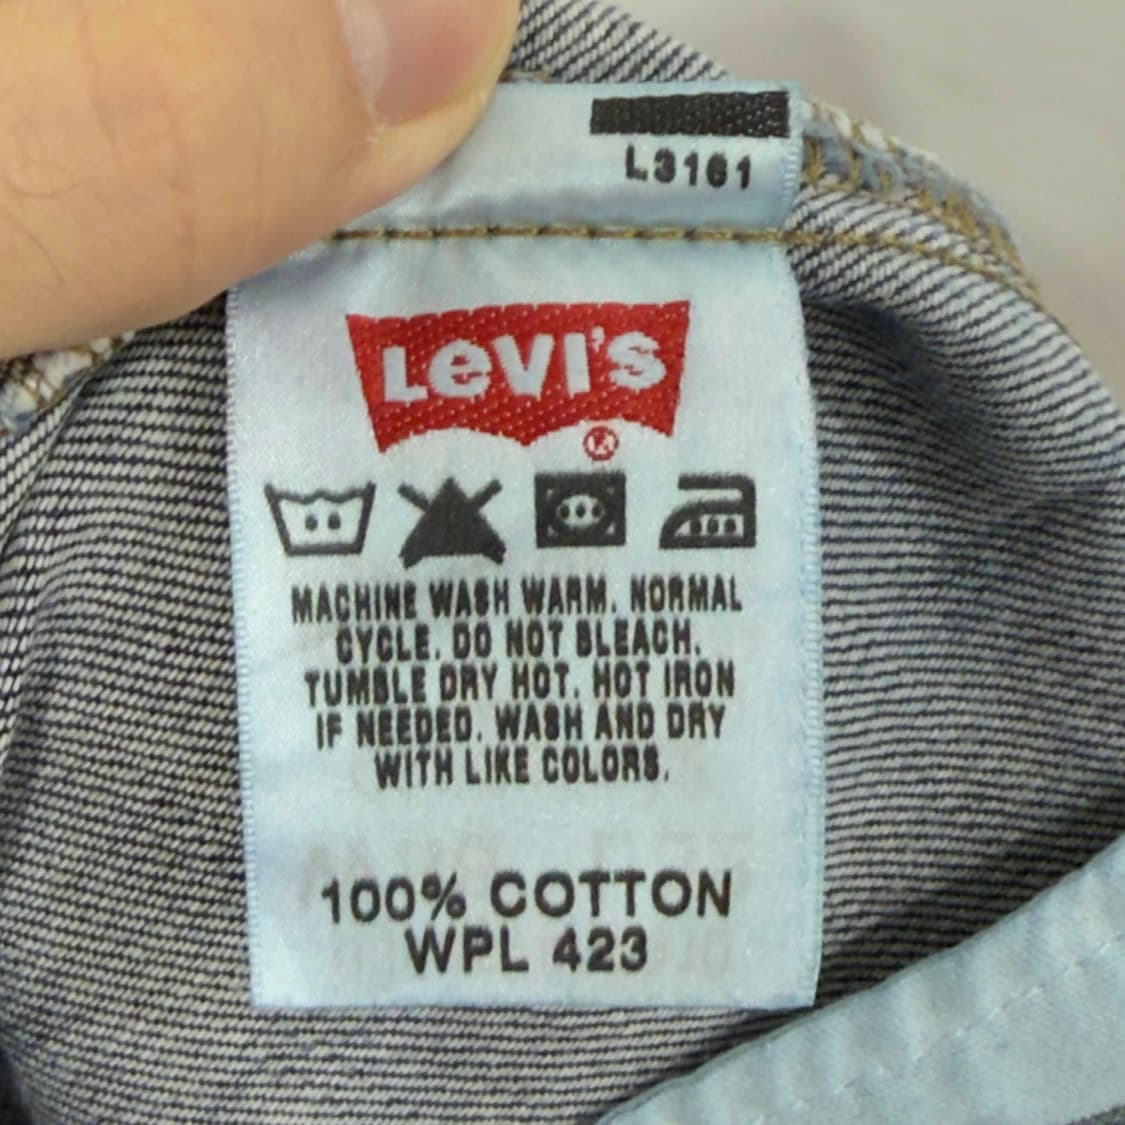 L3161
LEVI'S
MACHINE WASH WARM. NORMAL
CYCLE. DO NOT BLEACH.
TUMBLE DRY HOT. HOT IRON
IF NEEDED. WASH AND DRY
WITH LIKE COLORS.
100% COTTON
WPL 423